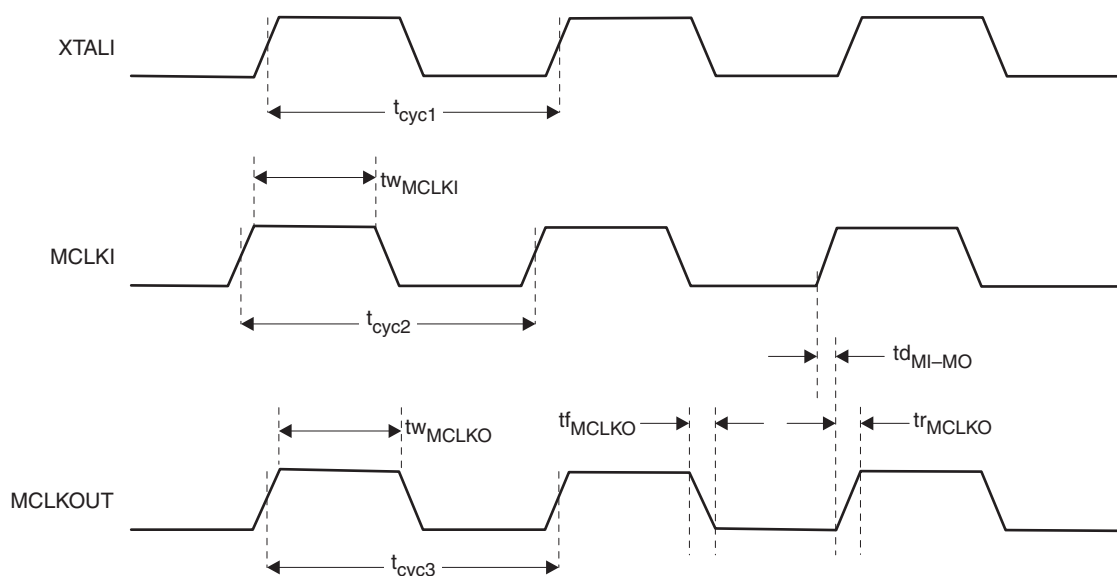 XTALI
tcyc1
twMCLKI
MCLKI
tcyc2
tdMI–MO
twMCLKO
tfMCLKO
trMCLKO
MCLKOUT
tcyc3